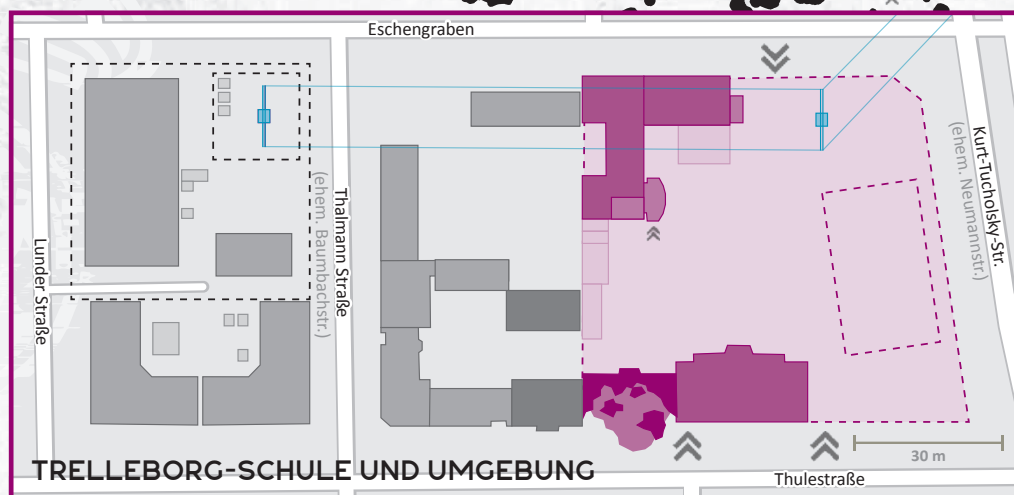 Eschengraben
Lunder Straße
Thalmann Straße
(ehem. Baumbachstr.)
Kurt-Tucholsky-Str.
(ehem. Neumannstr.)
30 m
TRELLEBORG-SCHULE UND UMGEBUNG
Thulestraße